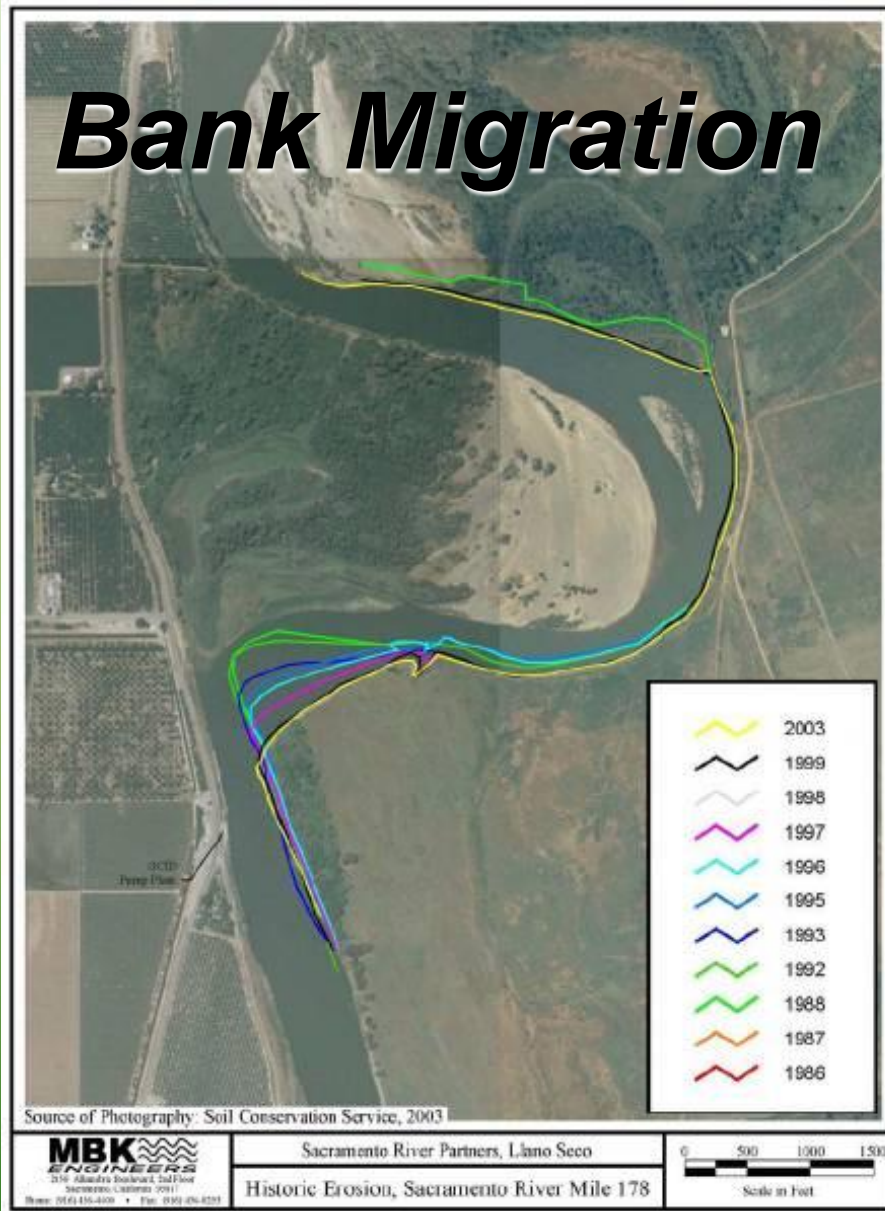 Bank Migration
2003
1999
1998
1997
1996
1995
1993
1992
1988
1987
1986
Pump Plant
Source of Photography: Soil Conservation Service, 2003
MBK
ENGINEERS
Sacramento River Partners, Llano Seco
Historic Erosion, Sacramento River Mile 178
0 500 1000 1500
Scale in Feet